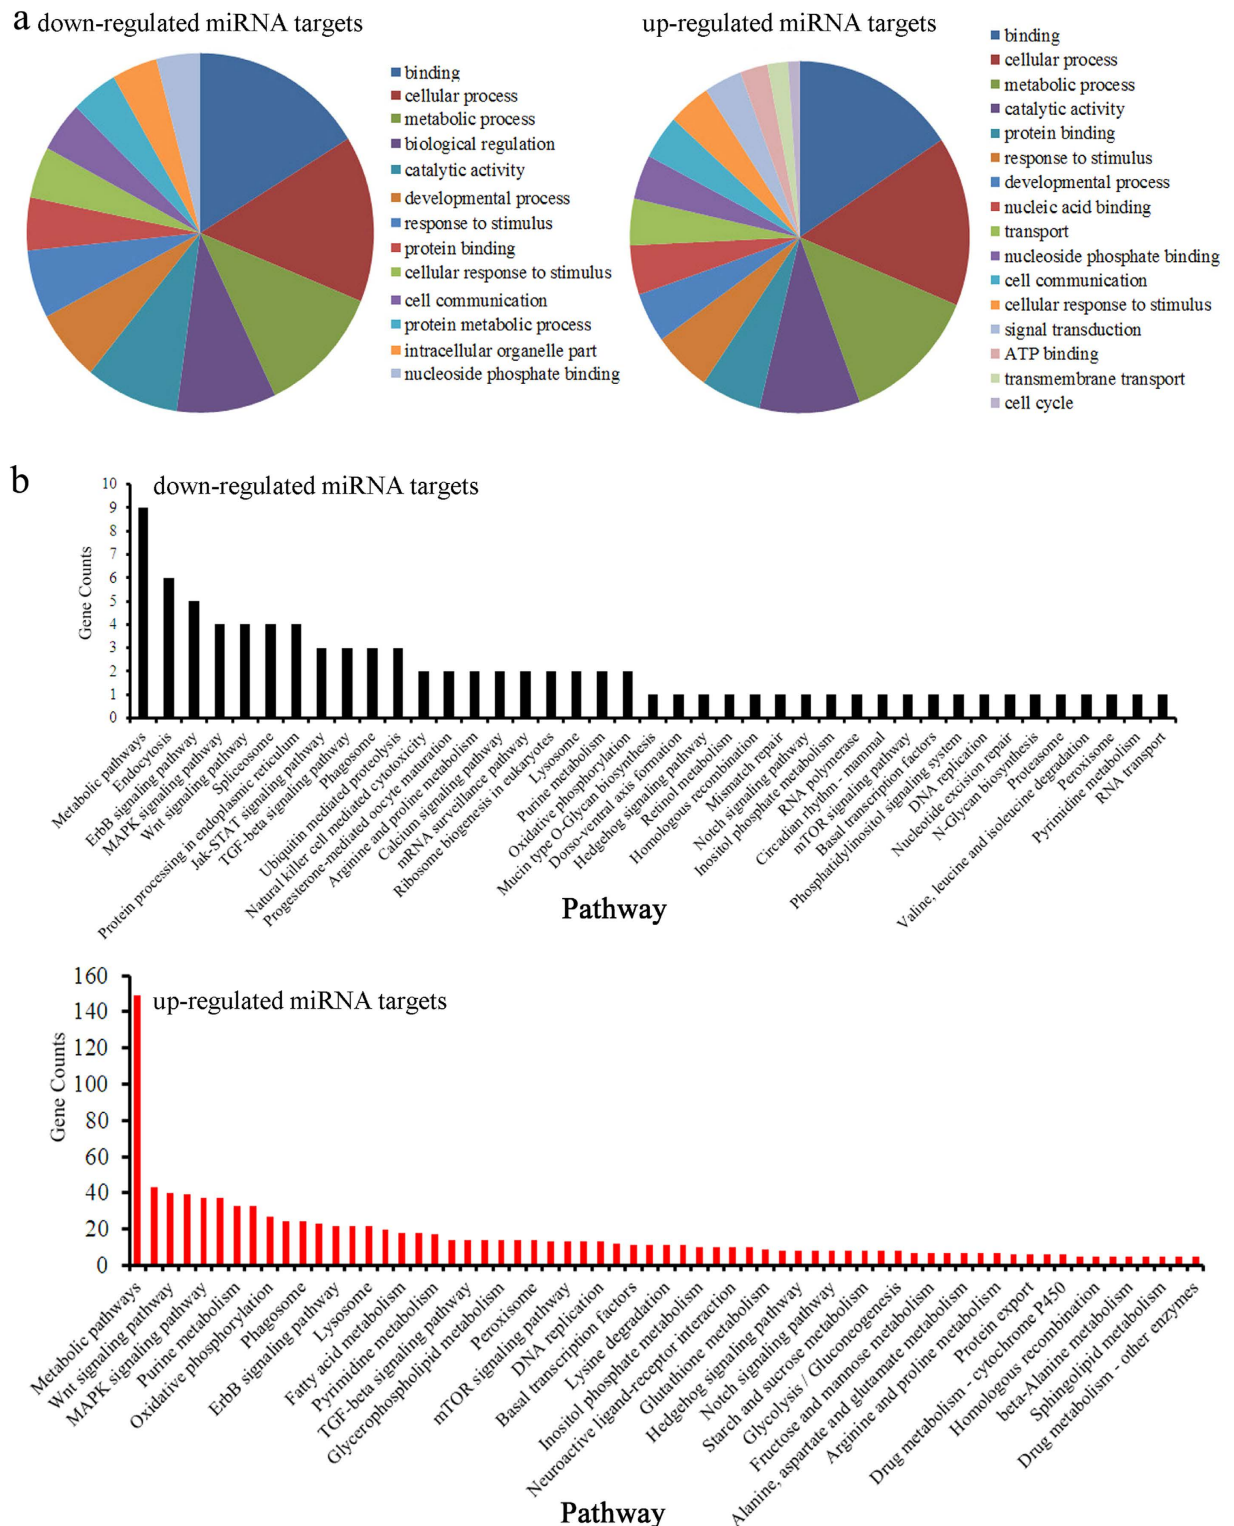 a down-regulated miRNA targets
binding
cellular process
metabolic process
biological regulation
catalytic activity
developmental process
response to stimulus
protein binding
cellular response to stimulus
cell communication
protein metabolic process
intracellular organelle part
nucleoside phosphate binding
up-regulated miRNA targets
binding
cellular process
metabolic process
catalytic activity
protein binding
response to stimulus
developmental process
nucleic acid binding
transport
nucleoside phosphate binding
cell communication
cellular response to stimulus
signal transduction
ATP binding
transmembrane transport
cell cycle
b
down-regulated miRNA targets
Gene Counts
10
9
8
7
6
5
4
3
2
1
0
Metabolic pathways
Endocytosis
ErbB signaling pathway
MAPK signaling pathway
Wnt signaling pathway
Spliceosome
Protein processing in endoplasmic reticulum
Jak-STAT signaling pathway
TGF-beta signaling pathway
Phagosome
Ubiquitin mediated proteolysis
Natural killer cell mediated cytotoxicity
Progesterone-mediated oocyte maturation
Arginine and proline metabolism
Calcium signaling pathway
mRNA surveillance pathway
Ribosome biogenesis in eukaryotes
Lysosome
Purine metabolism
Oxidative phosphorylation
Mucin type O-Glycan biosynthesis
Dorso-ventral axis formation
Hedgehog signaling pathway
Retinol metabolism
Homologous recombination
Mismatch repair
Notch signaling pathway
Inositol phosphate metabolism
RNA polymerase
Circadian rhythm - mammal
mTOR signaling pathway
Basal transcription factors
Phosphatidylinositol signaling system
DNA replication
Nucleotide excision repair
N-Glycan biosynthesis
Proteasome
Valine, leucine and isoleucine degradation
Peroxisome
Pyrimidine metabolism
RNA transport
Pathway
up-regulated miRNA targets
Gene Counts
160
140
120
100
80
60
40
20
0
Metabolic pathways
Wnt signaling pathway
MAPK signaling pathway
Purine metabolism
Oxidative phosphorylation
Phagosome
ErbB signaling pathway
Lysosome
Fatty acid metabolism
Pyrimidine metabolism
TGF-beta signaling pathway
Glycerophospholipid metabolism
Peroxisome
mTOR signaling pathway
DNA replication
Basal transcription factors
Lysine degradation
Inositol phosphate metabolism
Neuroactive ligand-receptor interaction
Glutathione metabolism
Hedgehog signaling pathway
Notch signaling pathway
Starch and sucrose metabolism
Glycolysis / Gluconeogenesis
Fructose and mannose metabolism
Alanine, aspartate and glutamate metabolism
Arginine and proline metabolism
Protein export
Drug metabolism - cytochrome P450
Homologous recombination
beta-Alanine metabolism
Sphingolipid metabolism
Drug metabolism - other enzymes
Pathway